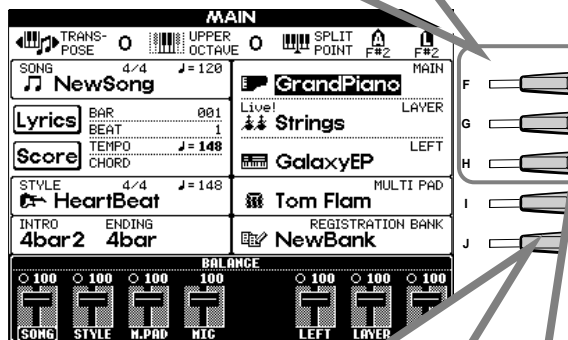 MAIN
TRANS-
POSE 0
UPPER
OCTAVE 0
SPLIT
POINT
A
F#2
L
F#2
SONG 4/4 ♩=120
NewSong
MAIN
GrandPiano
F
Lyrics
BAR 001
BEAT 1
Live! LAYER
Strings
G
Score
TEMPO ♩=148
CHORD
LEFT
GalaxyEP
H
STYLE 4/4 ♩=148
HeartBeat
MULTI PAD
Tom Flam
I
INTRO ENDING
4bar2 4bar
REGISTRATION BANK
NewBank
J
BALANCE
100 100 100 100 100 100 100
SONG STYLE M.PAD MIC LEFT LAYER